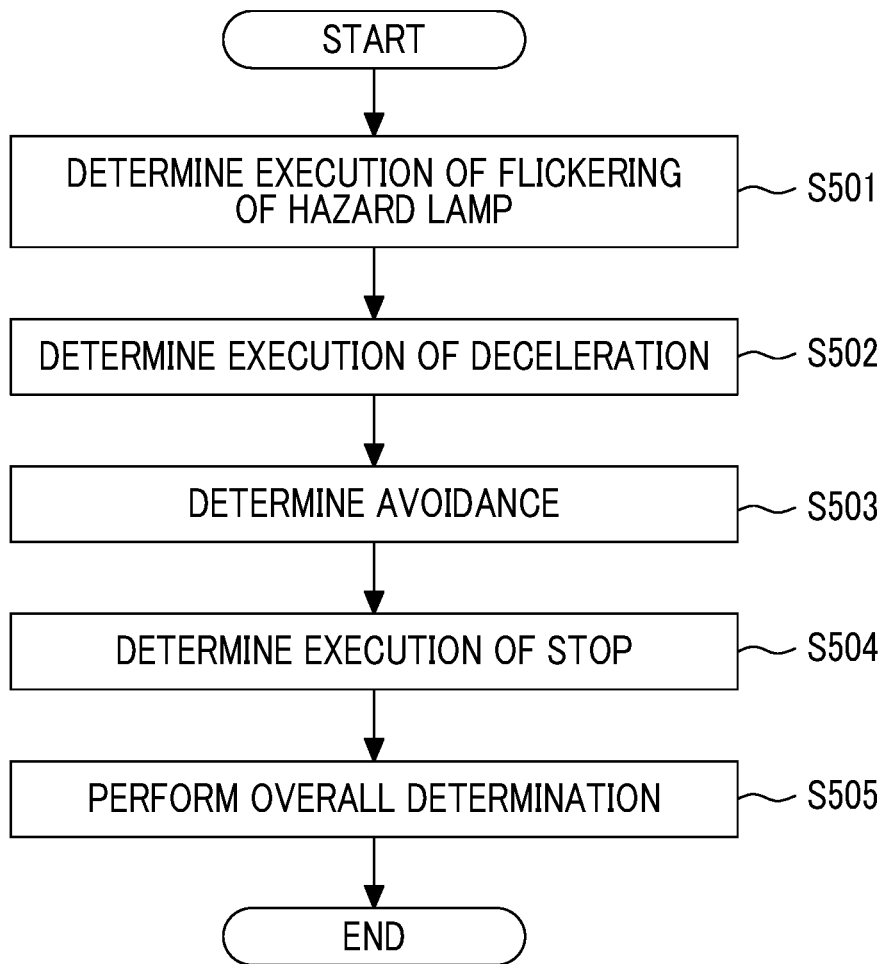 START
DETERMINE EXECUTION OF FLICKERING
OF HAZARD LAMP
S501
DETERMINE EXECUTION OF DECELERATION
S502
DETERMINE AVOIDANCE
S503
DETERMINE EXECUTION OF STOP
S504
PERFORM OVERALL DETERMINATION
S505
END